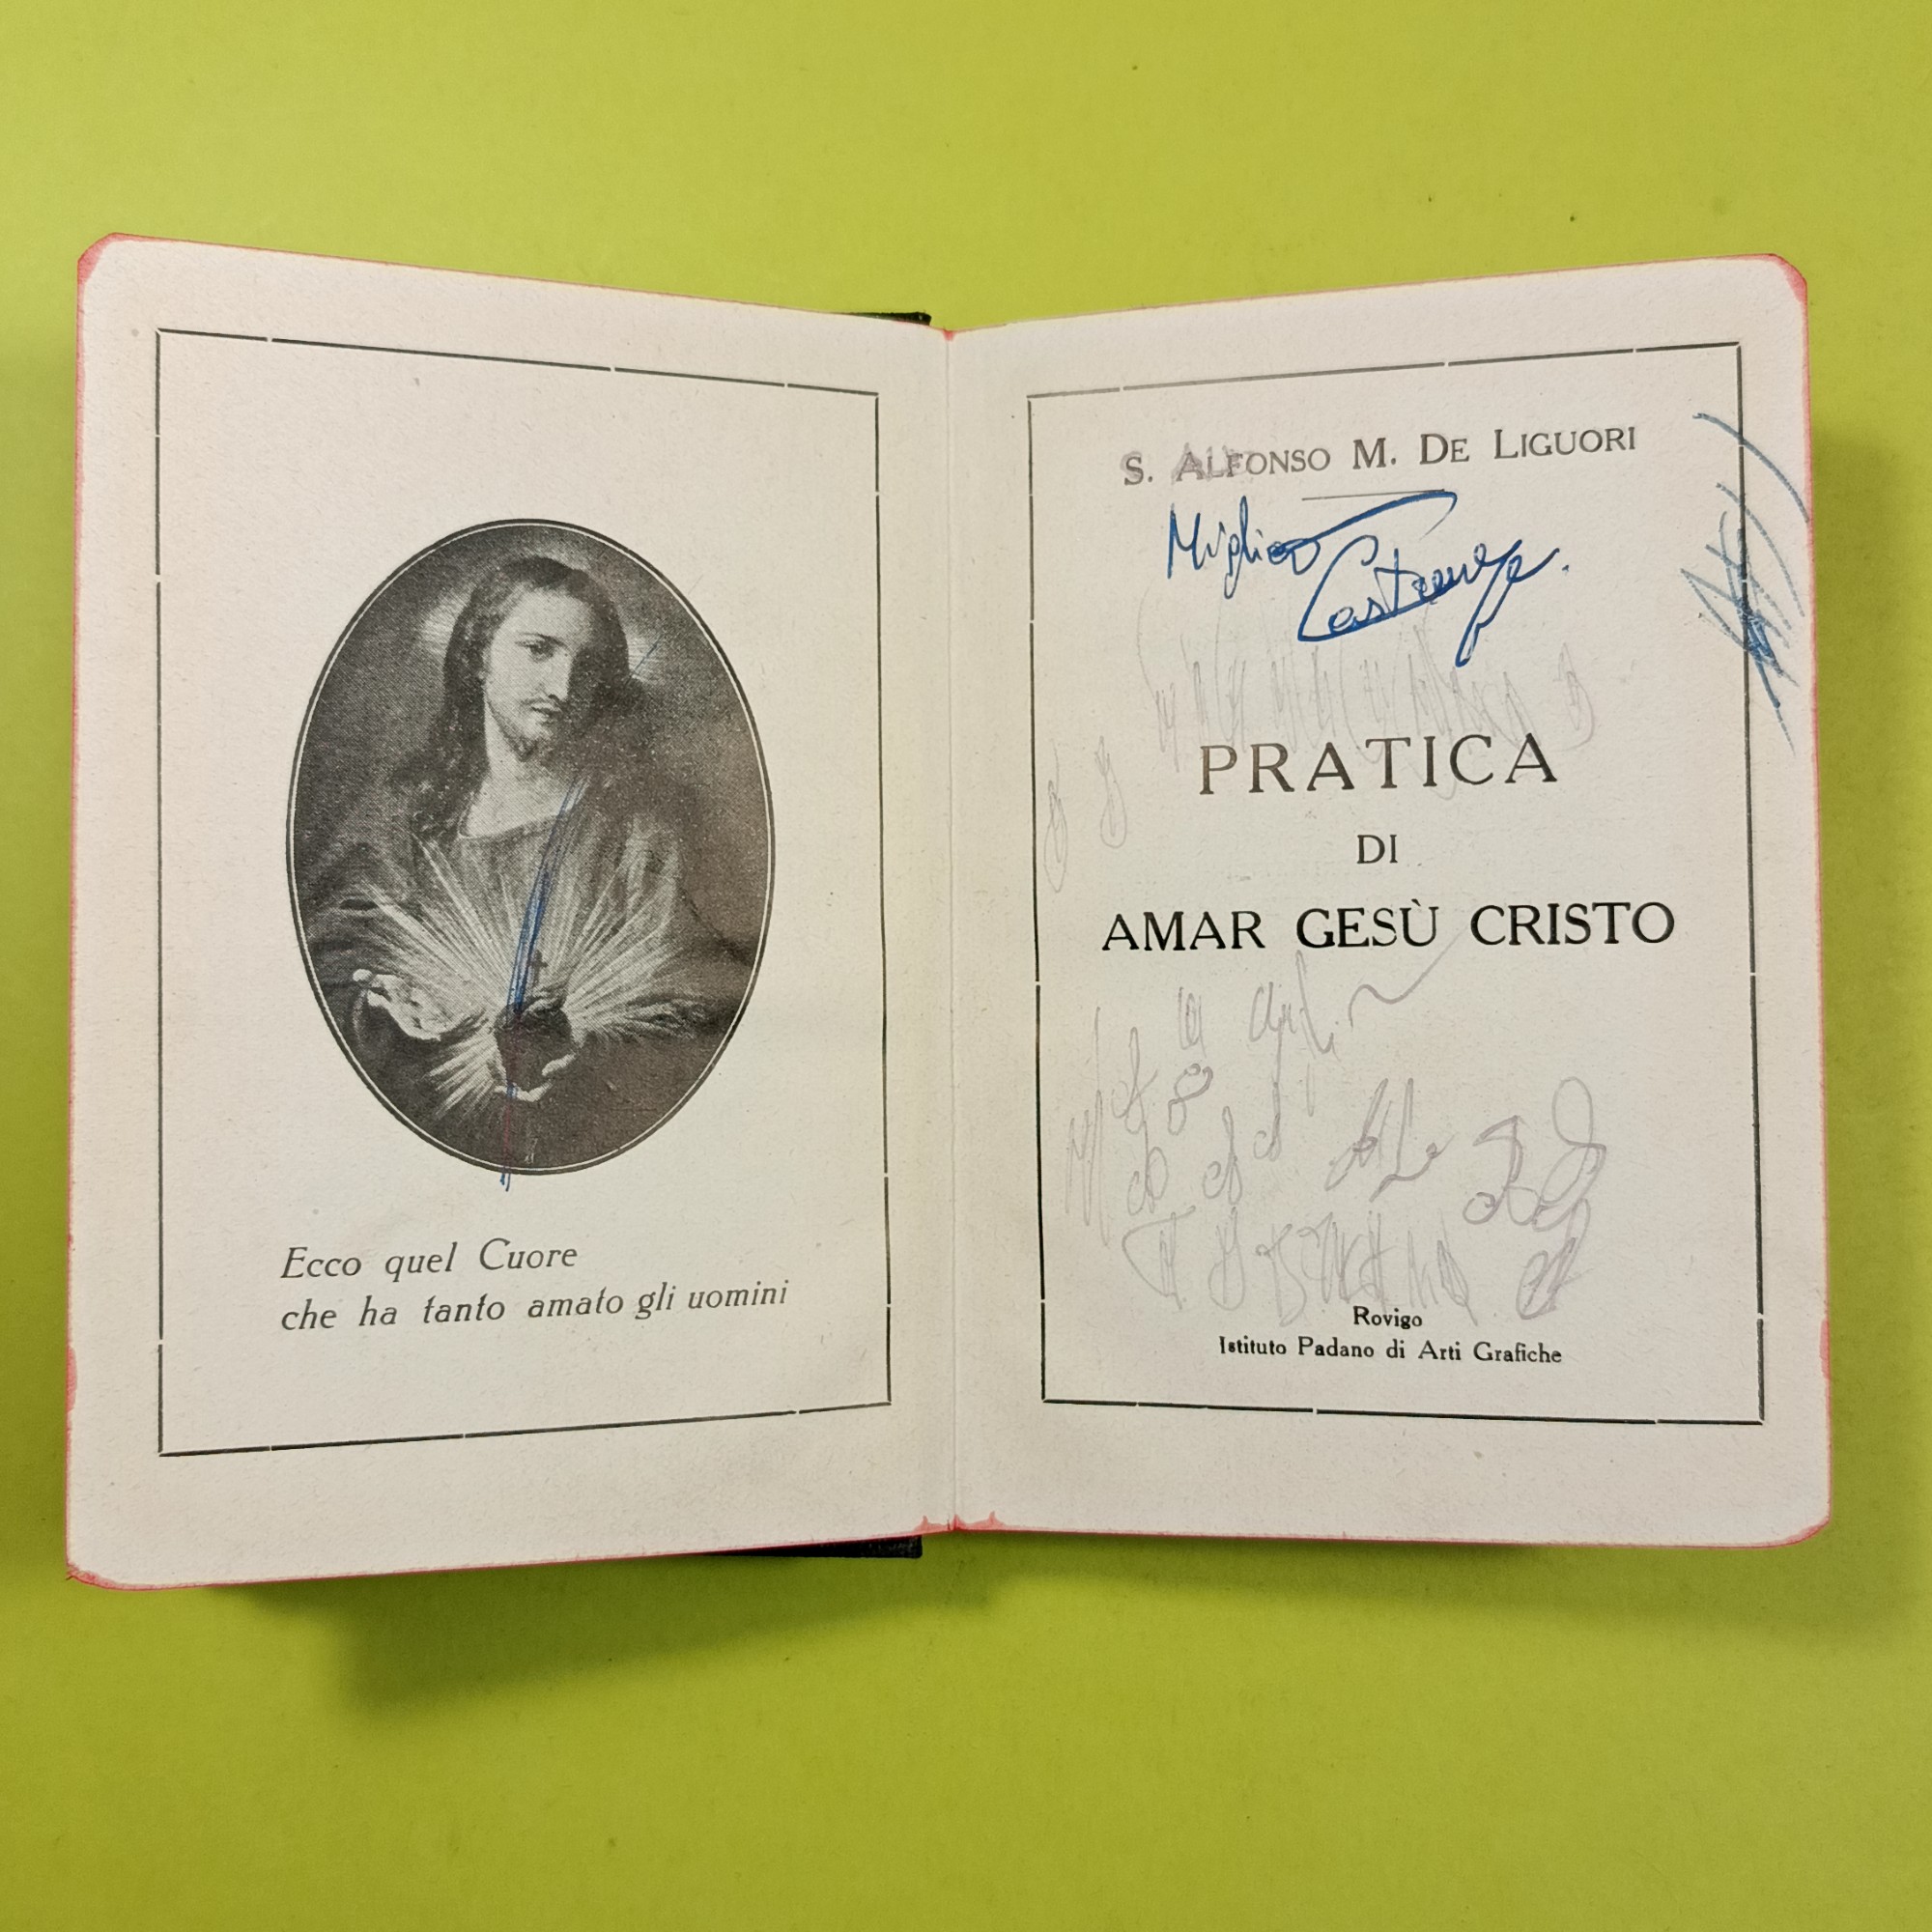 Ecco quel Cuore
che ha tanto amato gli uomini
S. ALFONSO M. DE LIGUORI
PRATICA
DI
AMAR GESÙ CRISTO
Rovigo
Istituto Padano di Arti Grafiche